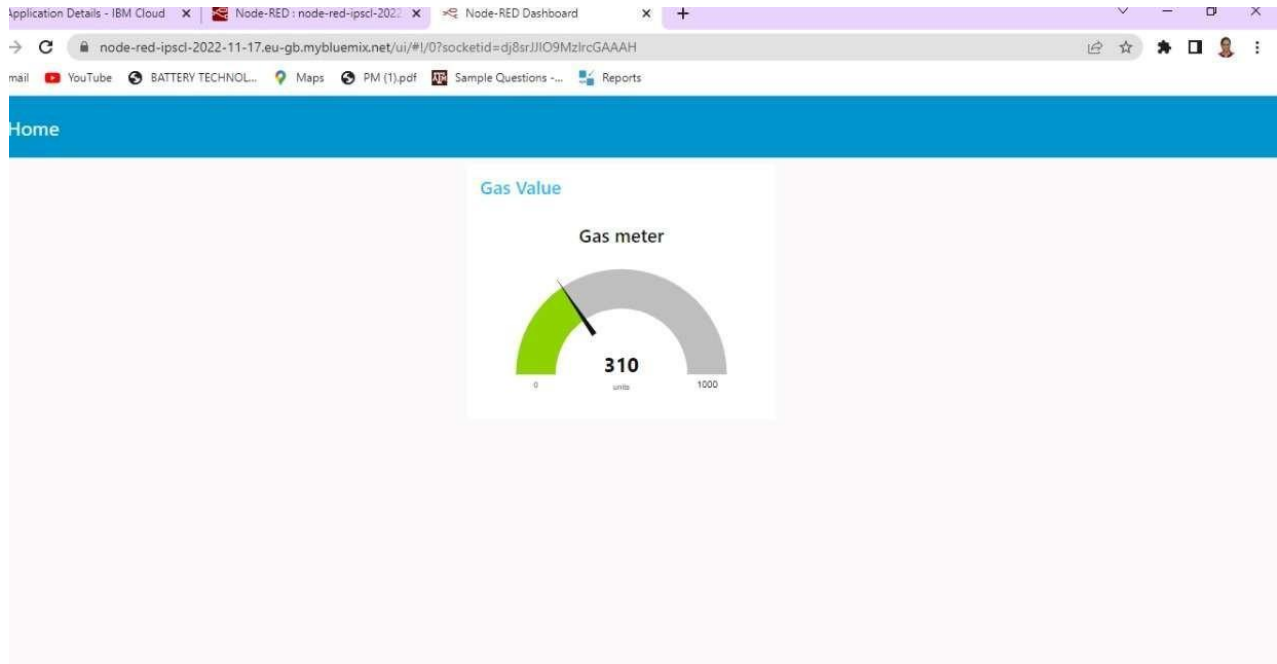 Application Details - IBM Cloud X Node-RED : node-red-ipscl-2022 X Node-RED Dashboard X +
node-red-ipscl-2022-11-17.eu-gb.mybluemix.net/ui/#!/0?socketid=dj8srJJIO9MzIrcGAAAH
mail YouTube BATTERY TECHNOL... Maps PM (1).pdf Sample Questions -... Reports
Home
Gas Value
Gas meter
310
0 units 1000